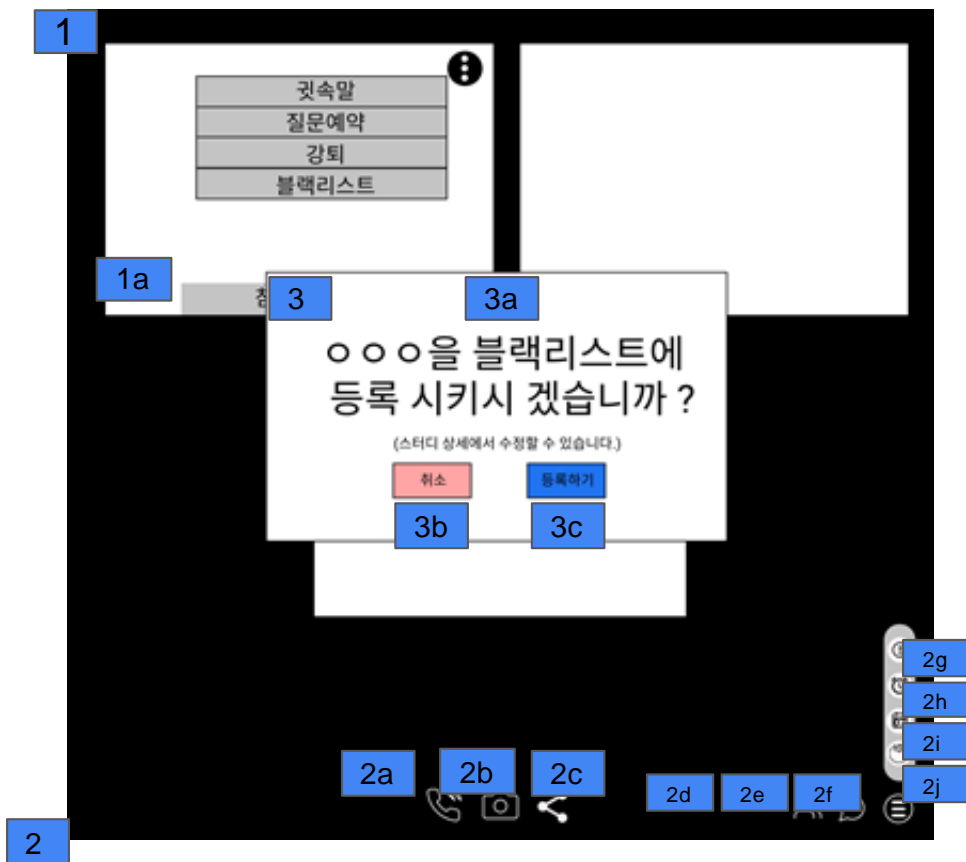 1
귓속말
질문예약
강퇴
블랙리스트
1a
3
3a
ㅇㅇㅇ을 블랙리스트에
등록 시키시 겠습니까 ?
(스터디 상세에서 수정할 수 있습니다.)
취소
등록하기
3b
3c
2g
2h
2i
2j
2a
2b
2c
2d
2e
2f
2